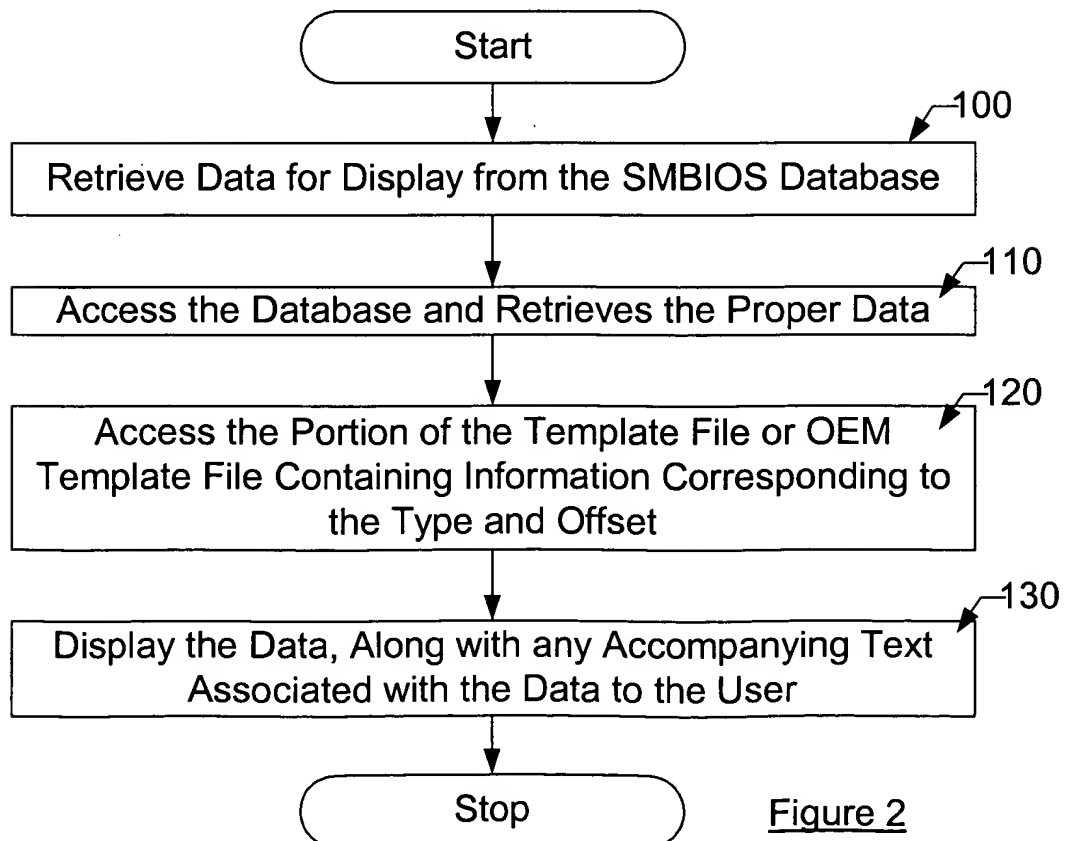 Start
100
Retrieve Data for Display from the SMBIOS Database
110
Access the Database and Retrieves the Proper Data
120
Access the Portion of the Template File or OEM
Template File Containing Information Corresponding to
the Type and Offset
130
Display the Data, Along with any Accompanying Text
Associated with the Data to the User
Stop
Figure 2